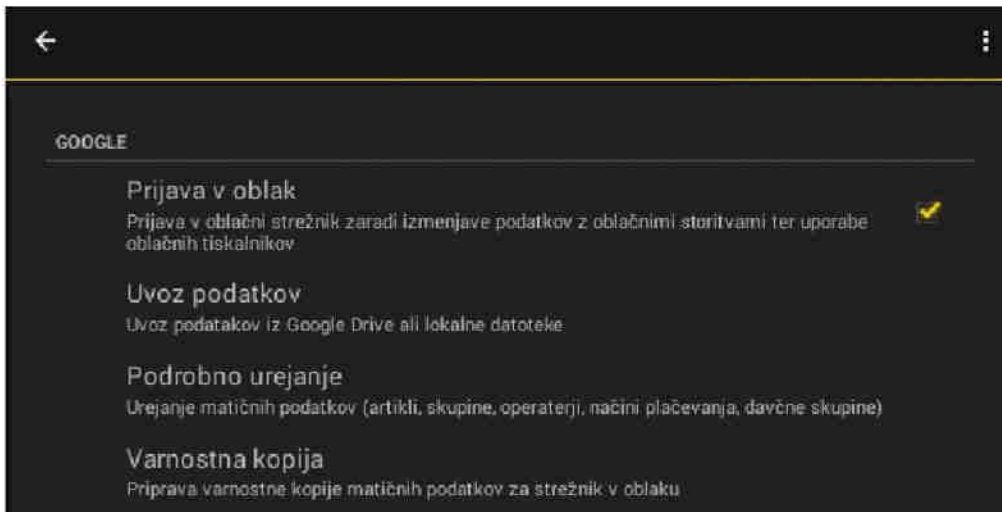 GOOGLE
Prijava v oblak
Prijava v oblačni strežnik zaradi izmenjave podatkov z oblačnimi storitvami ter uporabe
oblačnih tiskalnikov
Uvoz podatkov
Uvoz podatakov iz Google Drive ali lokalne datoteke
Podrobno urejanje
Urejanje matičnih podatkov (artikli, skupine, operaterji, načini plačevanja, davčne skupine)
Varnostna kopija
Priprava varnostne kopije matičnih podatkov za strežnik v oblaku